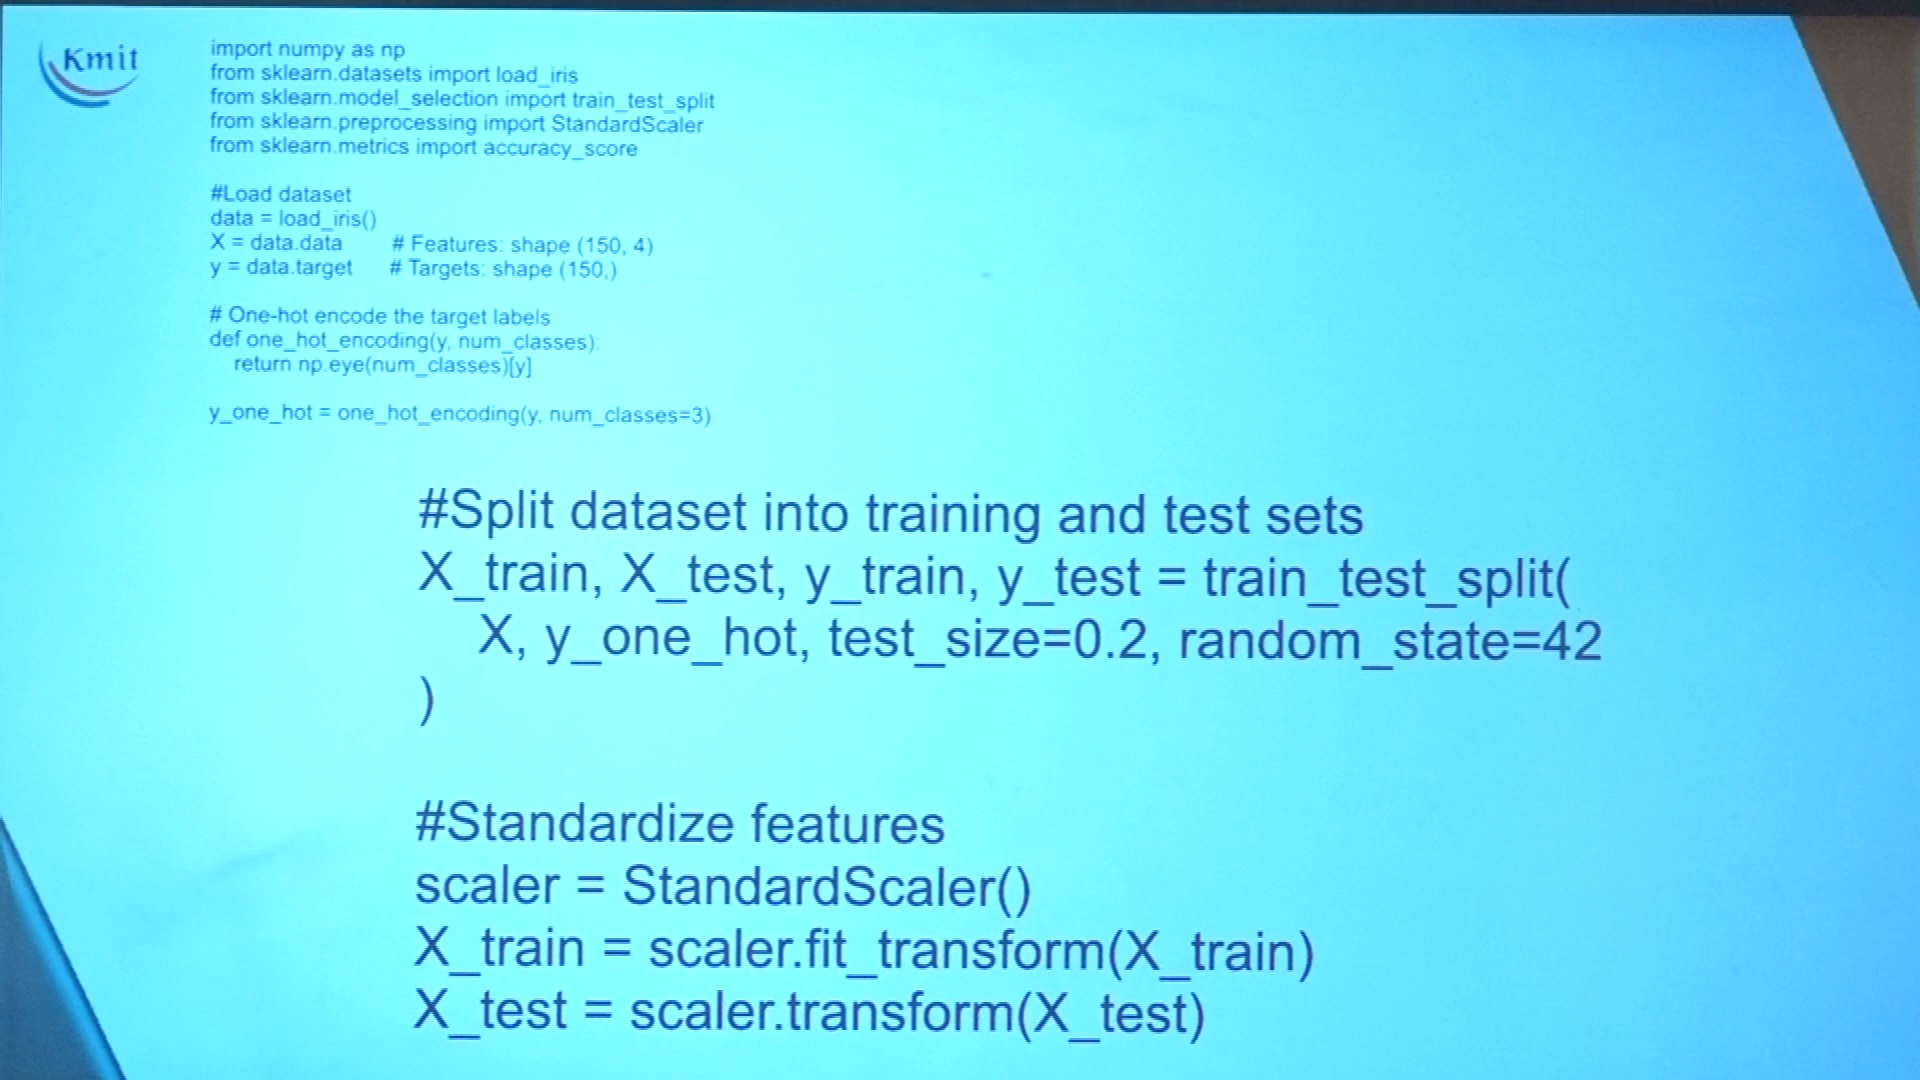 Kmit
import numpy as np
from sklearn.datasets import load_iris
from sklearn.model_selection import train_test_split
from sklearn.preprocessing import StandardScaler
from sklearn.metrics import accuracy_score
#Load dataset
data = load_iris()
X = data.data # Features: shape (150, 4)
y = data.target # Targets: shape (150,)
# One-hot encode the target labels
def one_hot_encoding(y, num_classes):
return np.eye(num_classes)[y]
y_one_hot = one_hot_encoding(y, num_classes=3)
#Split dataset into training and test sets
X_train, X_test, y_train, y_test = train_test_split(
X, y_one_hot, test_size=0.2, random_state=42
)
#Standardize features
scaler = StandardScaler()
X_train = scaler.fit_transform(X_train)
X_test = scaler.transform(X_test)